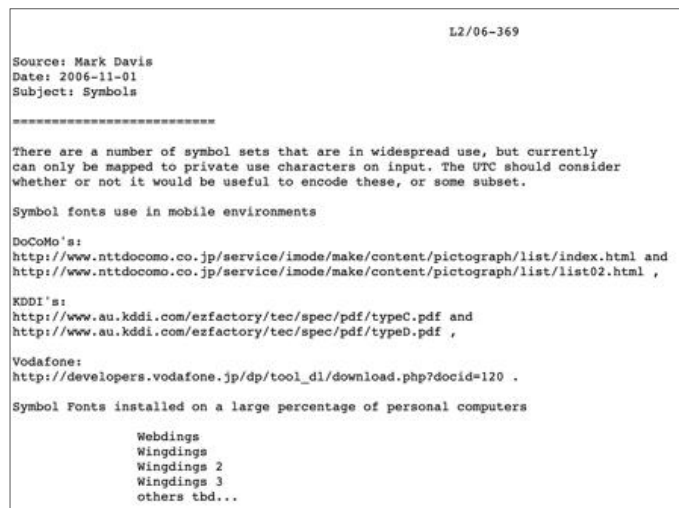 L2/06-369
Source: Mark Davis
Date: 2006-11-01
Subject: Symbols
==========================
There are a number of symbol sets that are in widespread use, but currently
can only be mapped to private use characters on input. The UTC should consider
whether or not it would be useful to encode these, or some subset.
Symbol fonts use in mobile environments
DoCoMo's:
http://www.nttdocomo.co.jp/service/imode/make/content/pictograph/list/index.html and
http://www.nttdocomo.co.jp/service/imode/make/content/pictograph/list/list02.html ,
KDDI's:
http://www.au.kddi.com/ezfactory/tec/spec/pdf/typeC.pdf and
http://www.au.kddi.com/ezfactory/tec/spec/pdf/typeD.pdf ,
Vodafone:
http://developers.vodafone.jp/dp/tool_dl/download.php?docid=120 .
Symbol Fonts installed on a large percentage of personal computers
Webdings
Wingdings
Wingdings 2
Wingdings 3
others tbd...